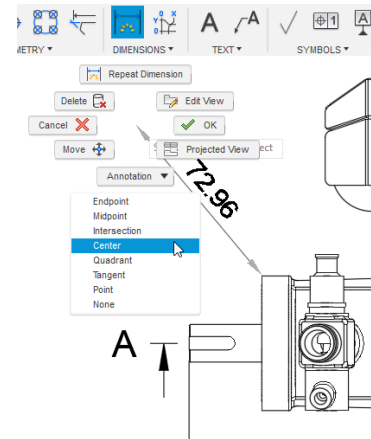 METRY ▾ DIMENSIONS ▾ TEXT ▾ SYMBOLS ▾
A A 1 A
Repeat Dimension
Delete Edit View
Cancel OK
Move Projected View ect
Annotation ▼
72.96
Endpoint
Midpoint
Intersection
Center
Quadrant
Tangent
Point
None
A